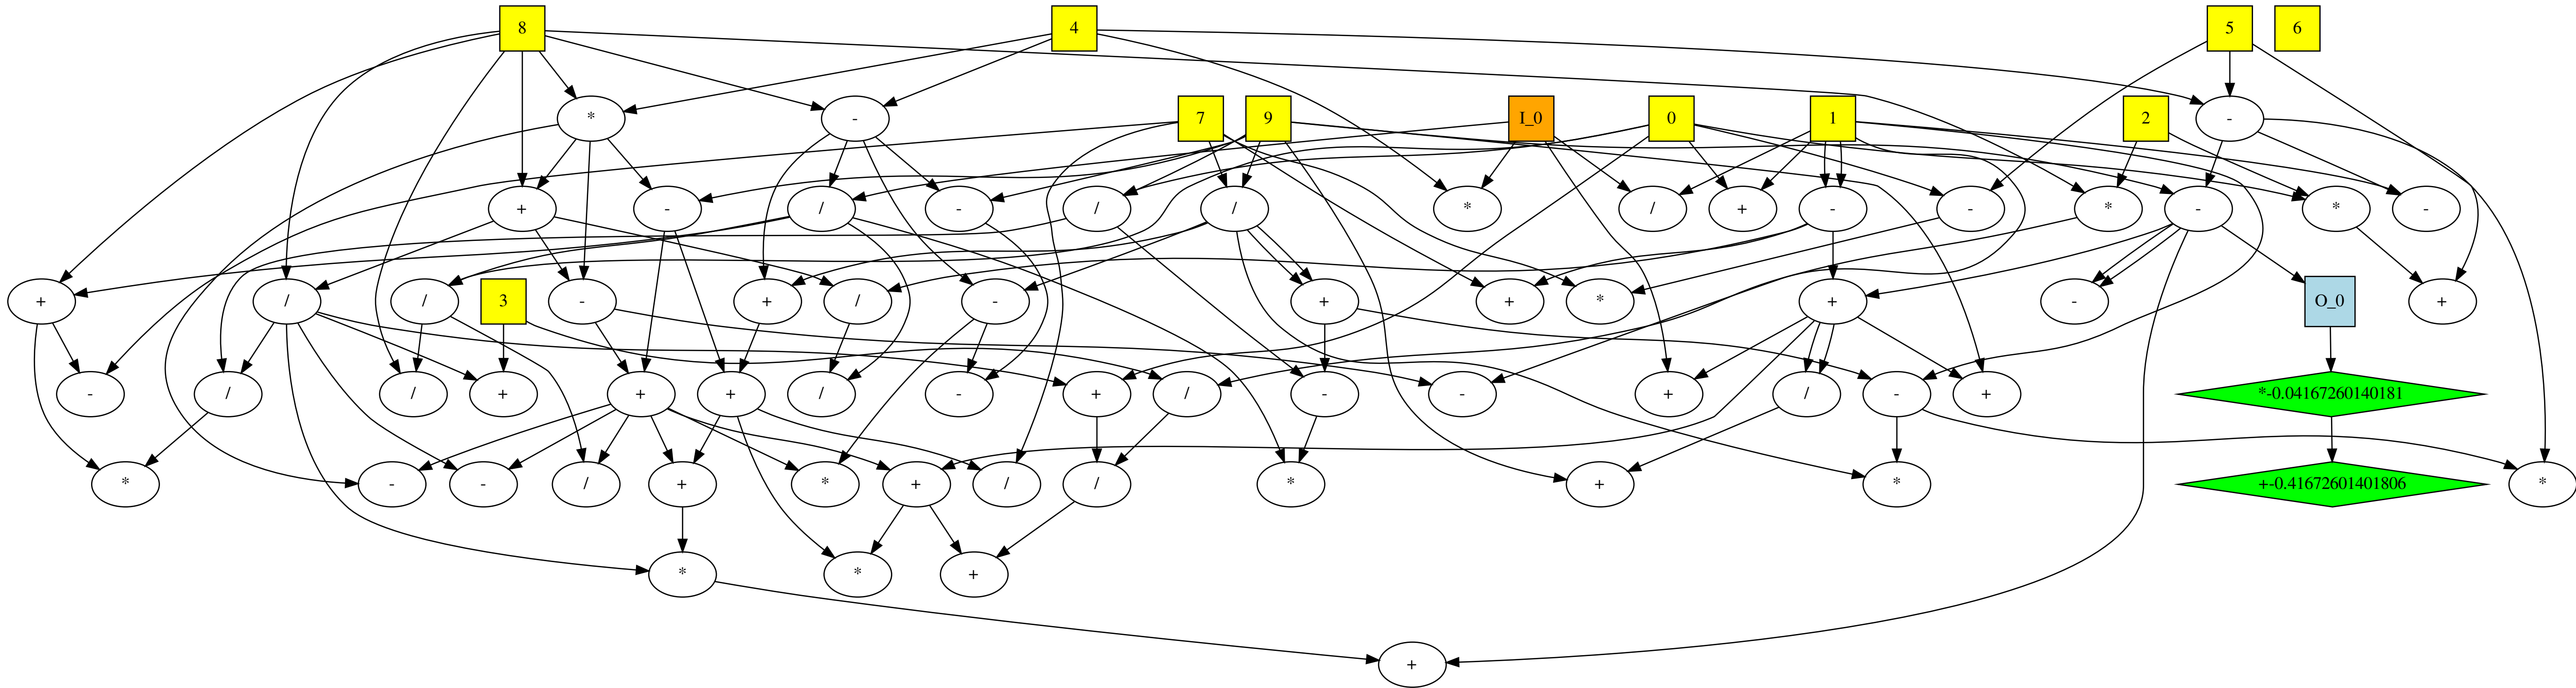 8 4 5 6
* - 7 9 I_0 0 1 2 -
+ - / - / / * / + - - * - * -
+ / / 3 - + / - + + * + - O_0 +
- / / + + + / - + / - - + / - + *-0.04167260140181
* - - / + * + / / * + * +-0.41672601401806 *
* * +
+